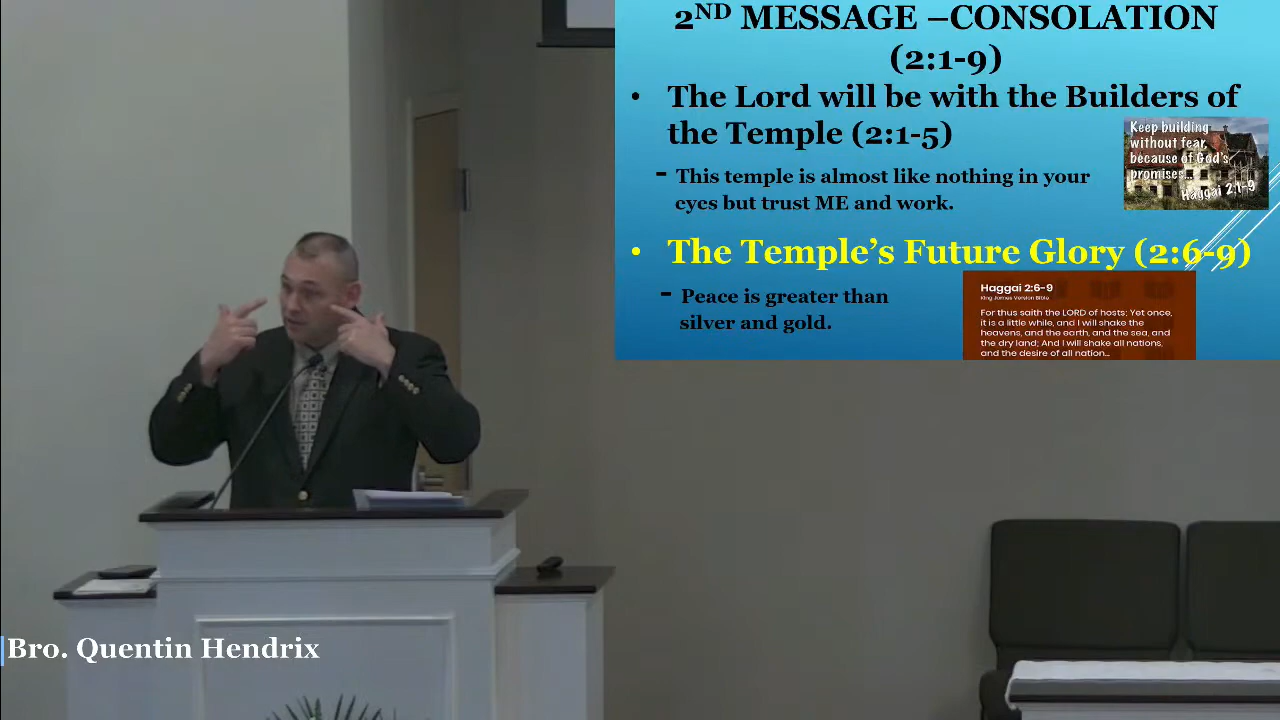 2ND MESSAGE –CONSOLATION
(2:1-9)
• The Lord will be with the Builders of
the Temple (2:1-5)
- This temple is almost like nothing in your
eyes but trust ME and work.
Keep building
without fear,
because of God's
promises...
Haggai 2:1-9
• The Temple's Future Glory (2:6-9)
- Peace is greater than
silver and gold.
Haggai 2:6-9
King James Version Bible
For thus saith the LORD of hosts: Yet once,
it is a little while, and I will shake the
heavens, and the earth, and the sea, and
the dry land; And I will shake all nations,
and the desire of all nation...
Bro. Quentin Hendrix